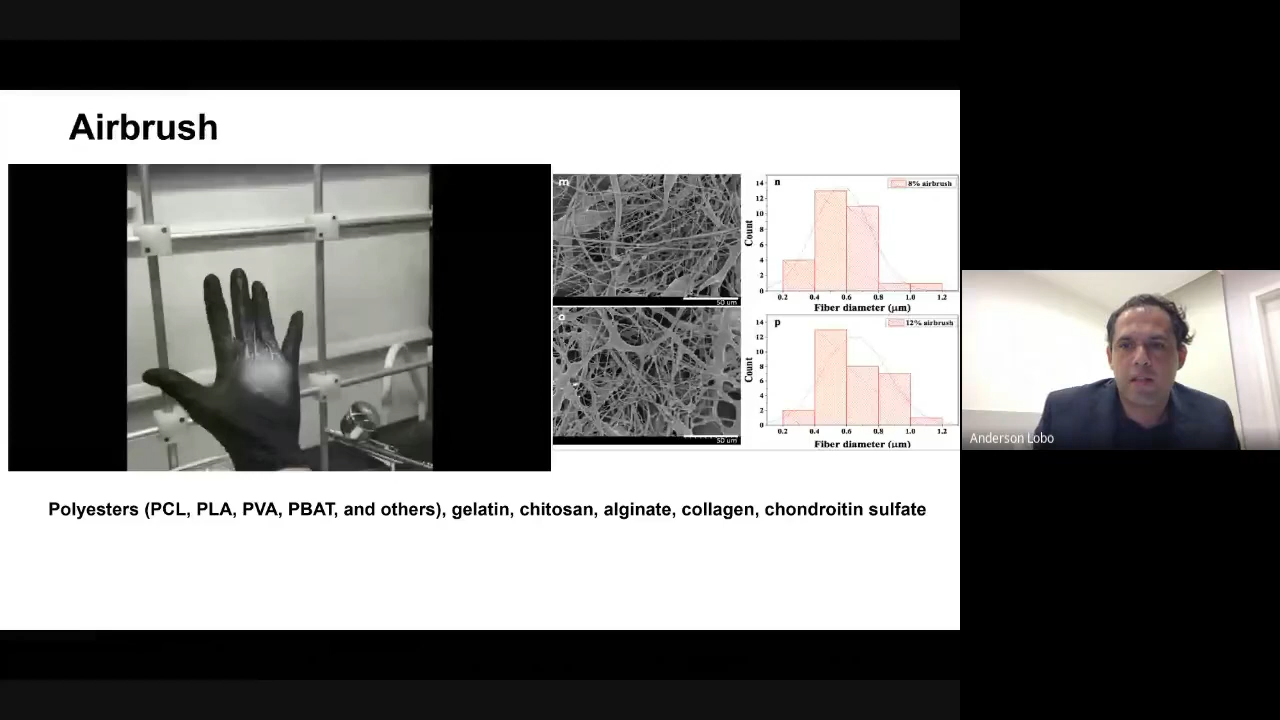 Airbrush
m
50 µm
n
8% airbrush
Count
14
12
10
8
6
4
2
0
0.2 0.4 0.6 0.8 1.0 1.2
Fiber diameter (µm)
o
50 µm
p
12% airbrush
Count
14
12
10
8
6
4
2
0
0.2 0.4 0.6 0.8 1.0 1.2
Fiber diameter (µm)
Anderson Lobo
Polyesters (PCL, PLA, PVA, PBAT, and others), gelatin, chitosan, alginate, collagen, chondroitin sulfate